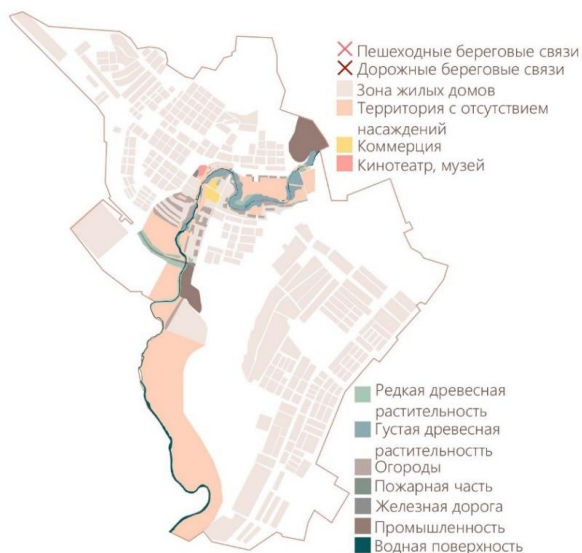 Пешеходные береговые связи
Дорожные береговые связи
Зона жилых домов
Территория с отсутствием
насаждений
Коммерция
Кинотеатр, музей
Редкая древесная
растительность
Густая древесная
растительностть
Огороды
Пожарная часть
Железная дорога
Промышленность
Водная поверхность